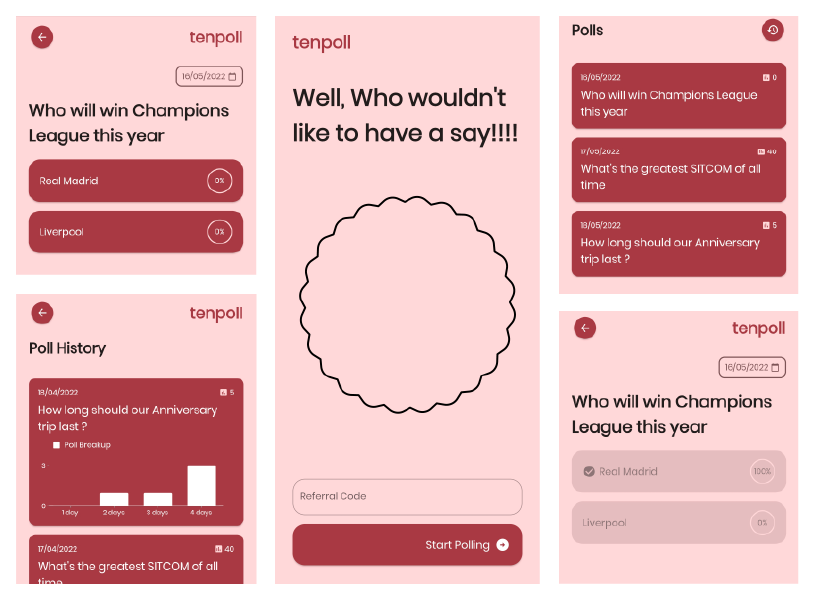 tenpoll
16/05/2022
Who will win Champions
League this year
Real Madrid
0%
Liverpool
0%
tenpoll
Poll History
18/04/2022
5
How long should our Anniversary
trip last ?
Poll Breakup
3
0
1 day
2 days
3 days
4 days
17/04/2022
40
What's the greatest SITCOM of all
time
tenpoll
Well, Who wouldn't
like to have a say!!!!
Referral Code
Start Polling
Polls
16/05/2022
0
Who will win Champions League
this year
17/05/2022
40
What's the greatest SITCOM of all
time
18/05/2022
5
How long should our Anniversary
trip last ?
tenpoll
16/05/2022
Who will win Champions
League this year
Real Madrid
100%
Liverpool
0%